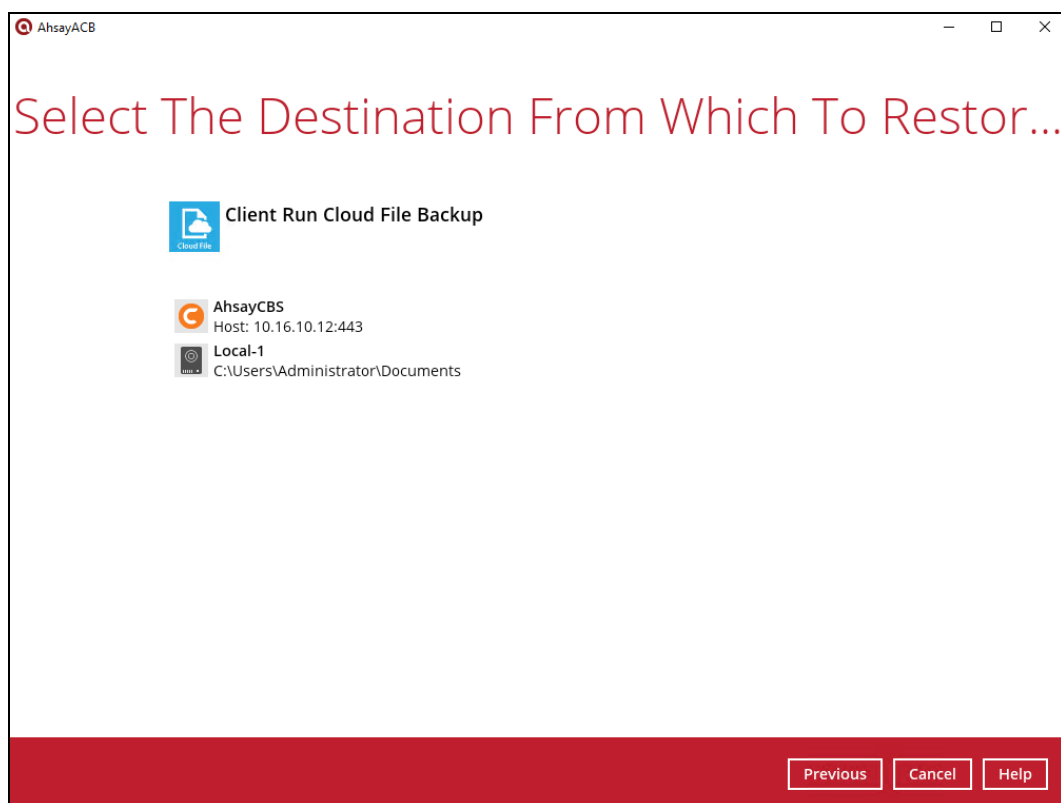 AhsayACB
Select The Destination From Which To Restor...
Client Run Cloud File Backup
Cloud File
AhsayCBS
Host: 10.16.10.12:443
Local-1
C:\Users\Administrator\Documents
Previous Cancel Help